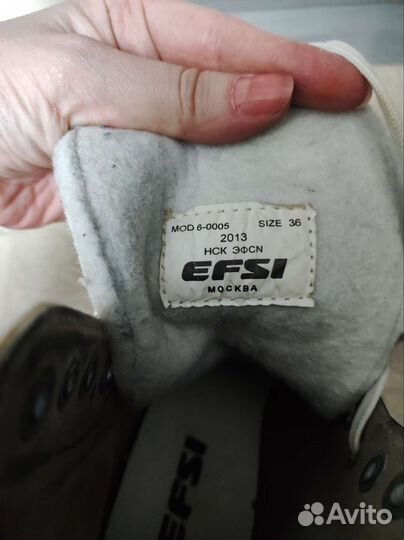 MOD 6-0005 SIZE 36
2013
НСК ЭФСN
EFSI
МОСКВА
EFSI
Avito